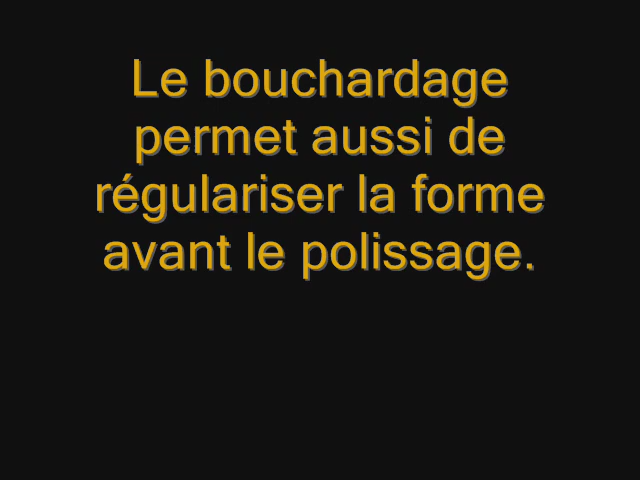 Le bouchardage
permet aussi de
régulariser la forme
avant le polissage.